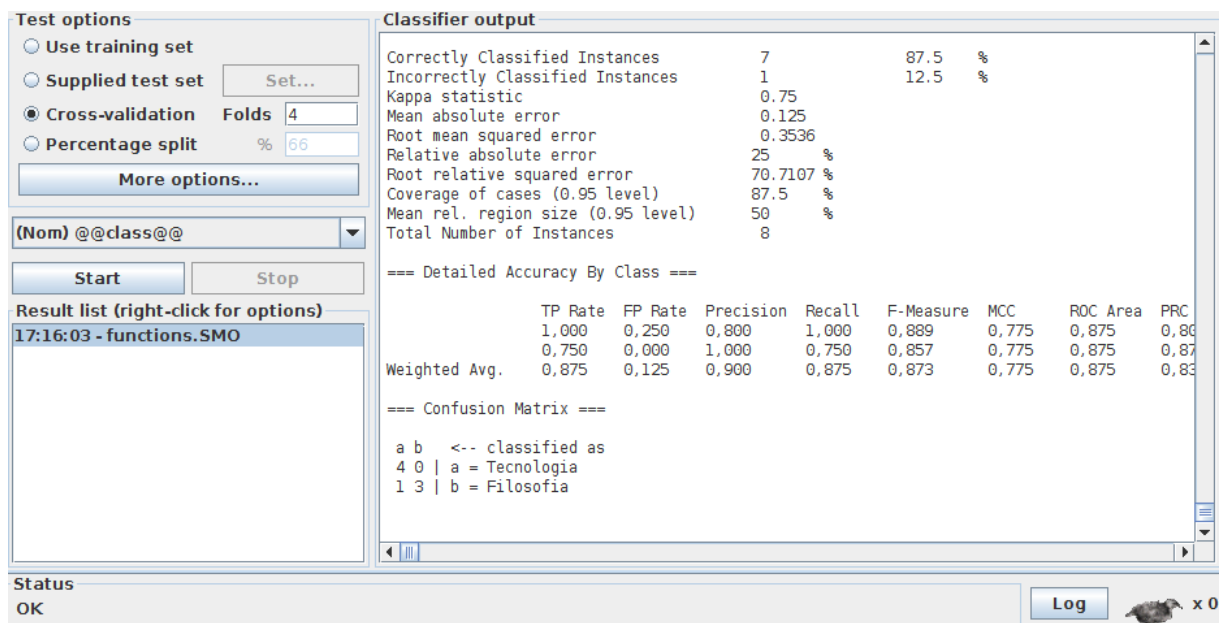 Test options
Use training set
Supplied test set Set...
Cross-validation Folds 4
Percentage split % 66
More options...
(Nom) @@class@@
Start Stop
Result list (right-click for options)
17:16:03 - functions.SMO
Classifier output
Correctly Classified Instances 7 87.5 %
Incorrectly Classified Instances 1 12.5 %
Kappa statistic 0.75
Mean absolute error 0.125
Root mean squared error 0.3536
Relative absolute error 25 %
Root relative squared error 70.7107 %
Coverage of cases (0.95 level) 87.5 %
Mean rel. region size (0.95 level) 50 %
Total Number of Instances 8
=== Detailed Accuracy By Class ===
TP Rate FP Rate Precision Recall F-Measure MCC ROC Area PRC
1,000 0,250 0,800 1,000 0,889 0,775 0,875 0,80
0,750 0,000 1,000 0,750 0,857 0,775 0,875 0,87
Weighted Avg. 0,875 0,125 0,900 0,875 0,873 0,775 0,875 0,83
=== Confusion Matrix ===
a b <-- classified as
4 0 | a = Tecnologia
1 3 | b = Filosofia
Status
OK
Log x 0